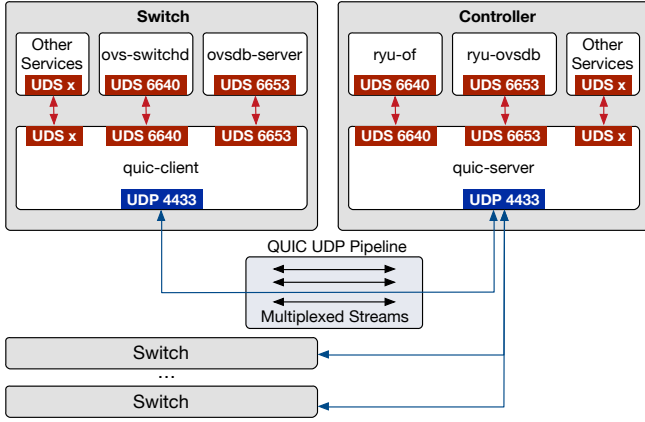 Switch
Other
Services
UDS x
ovs-switchd
UDS 6640
ovsdb-server
UDS 6653
UDS x
UDS 6640
UDS 6653
quic-client
UDP 4433
Controller
ryu-of
UDS 6640
ryu-ovsdb
UDS 6653
Other
Services
UDS x
UDS 6640
UDS 6653
UDS x
quic-server
UDP 4433
QUIC UDP Pipeline
Multiplexed Streams
Switch
...
Switch